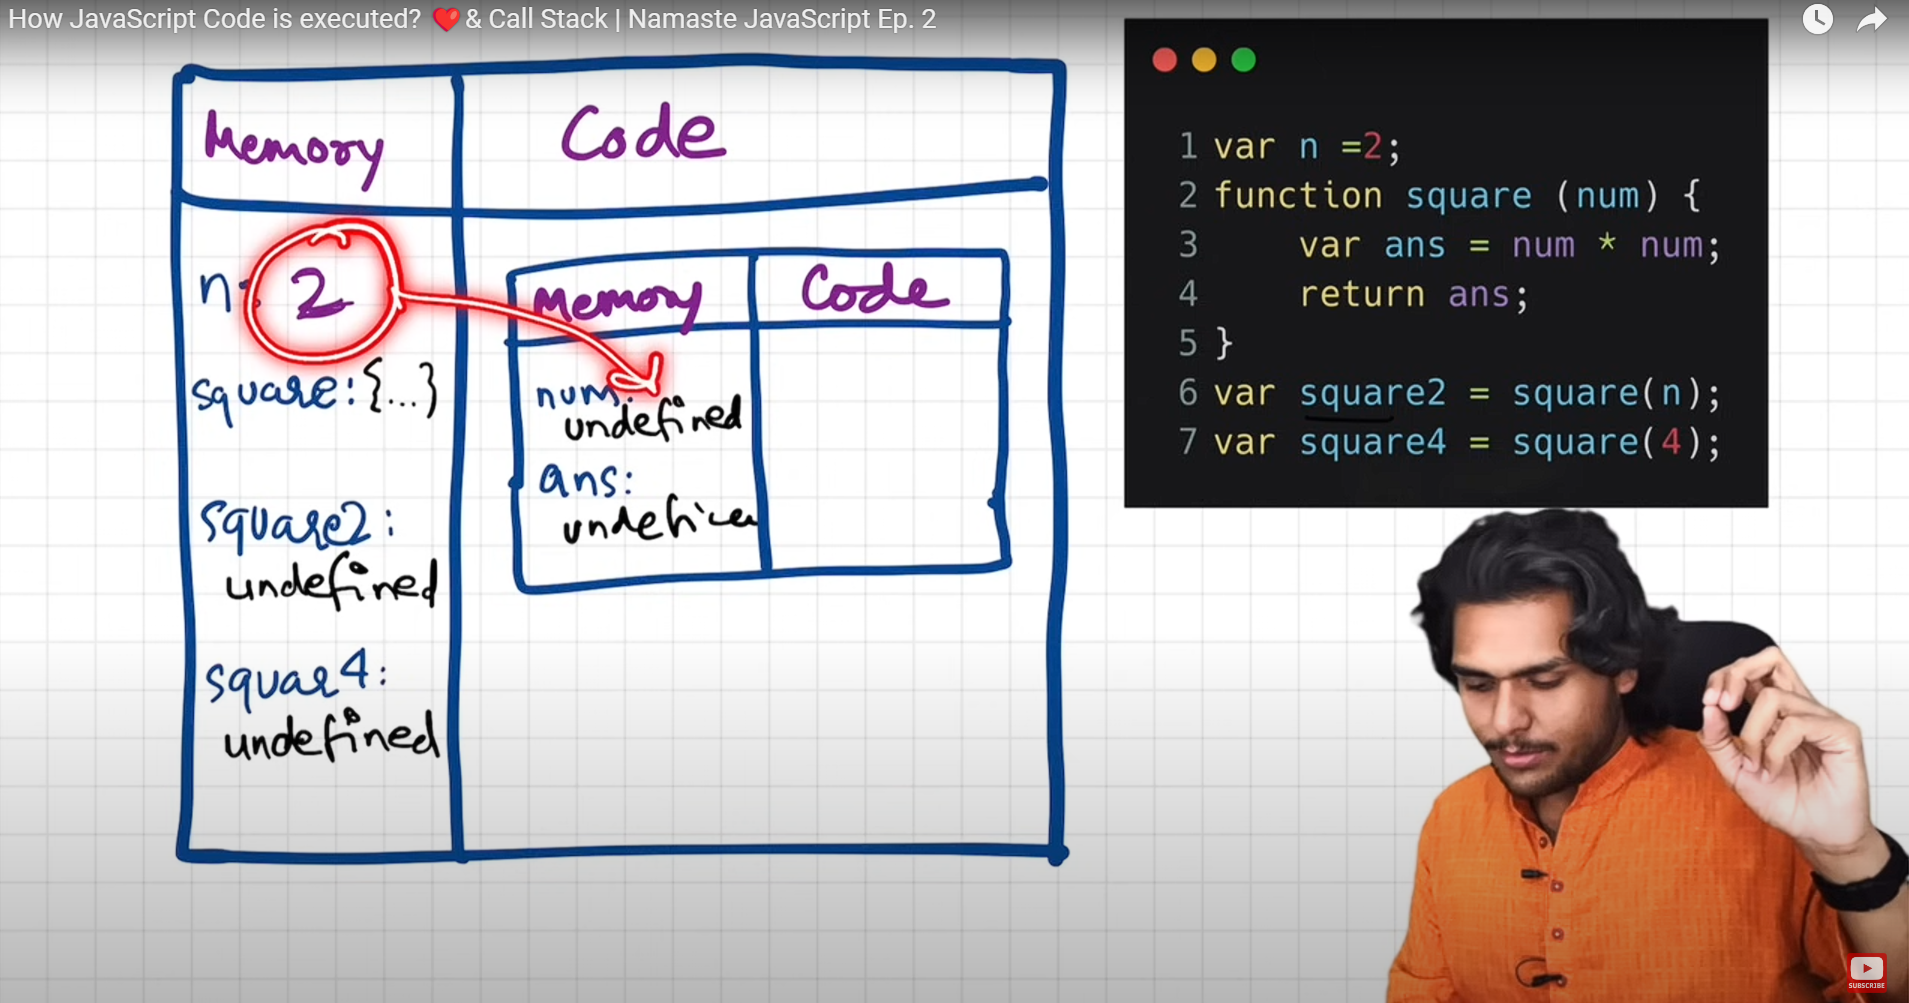 How JavaScript Code is executed? ❤️ & Call Stack | Namaste JavaScript Ep. 2
Memory Code
n: 2
square: {...}
square2:
undefined
squar4:
undefined
Memory Code
num:
undefined
ans:
1 var n =2;
2 function square (num) {
3 var ans = num * num;
4 return ans;
5 }
6 var square2 = square(n);
7 var square4 = square(4);
SUBSCRIBE